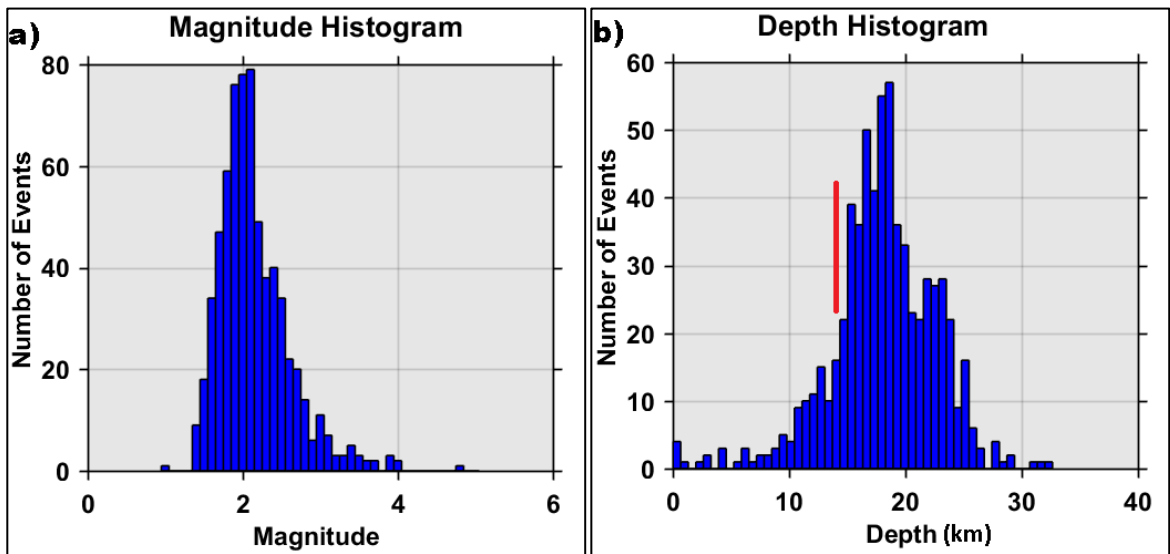 a)
Magnitude Histogram
Number of Events
80
60
40
20
0
0 2 4 6
Magnitude
b)
Depth Histogram
Number of Events
60
50
40
30
20
10
0
0 10 20 30 40
Depth (km)